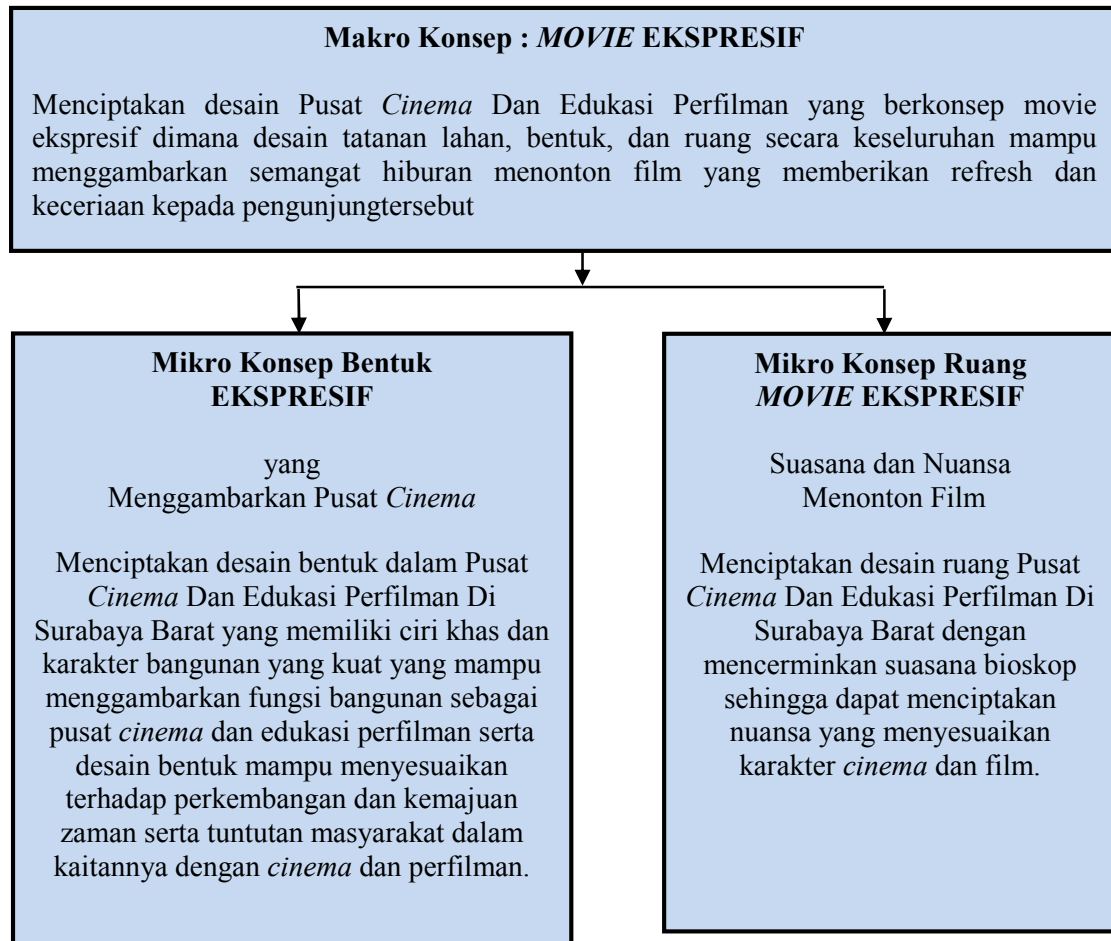 Makro Konsep : MOVIE EKSPRESIF
Menciptakan desain Pusat Cinema Dan Edukasi Perfilman yang berkonsep movie
ekspresif dimana desain tatanan lahan, bentuk, dan ruang secara keseluruhan mampu
menggambarkan semangat hiburan menonton film yang memberikan refresh dan
keceriaan kepada pengunjungtersebut
Mikro Konsep Bentuk
EKSPRESIF
yang
Menggambarkan Pusat Cinema
Menciptakan desain bentuk dalam Pusat
Cinema Dan Edukasi Perfilman Di
Surabaya Barat yang memiliki ciri khas dan
karakter bangunan yang kuat yang mampu
menggambarkan fungsi bangunan sebagai
pusat cinema dan edukasi perfilman serta
desain bentuk mampu menyesuaikan
terhadap perkembangan dan kemajuan
zaman serta tuntutan masyarakat dalam
kaitannya dengan cinema dan perfilman.
Mikro Konsep Ruang
MOVIE EKSPRESIF
Suasana dan Nuansa
Menonton Film
Menciptakan desain ruang Pusat
Cinema Dan Edukasi Perfilman Di
Surabaya Barat dengan
mencerminkan suasana bioskop
sehingga dapat menciptakan
nuansa yang menyesuaikan
karakter cinema dan film.